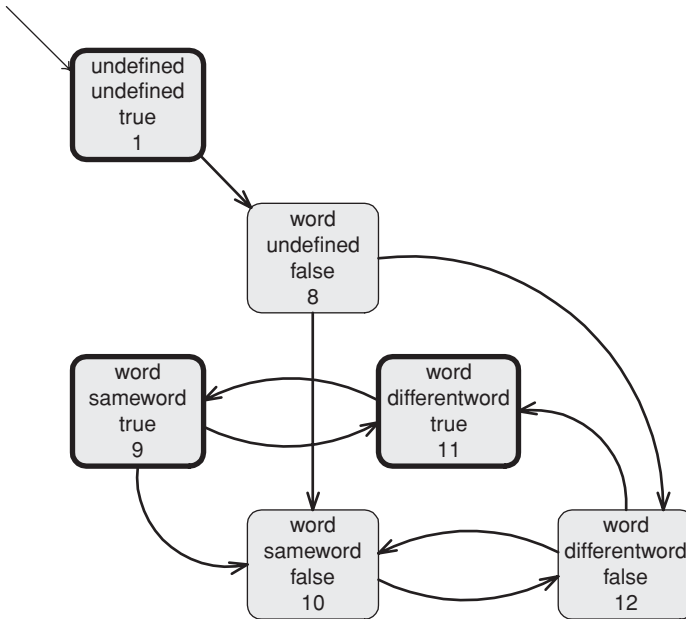 undefined
undefined
true
1
word
undefined
false
8
word
sameword
true
9
word
differentword
true
11
word
sameword
false
10
word
differentword
false
12